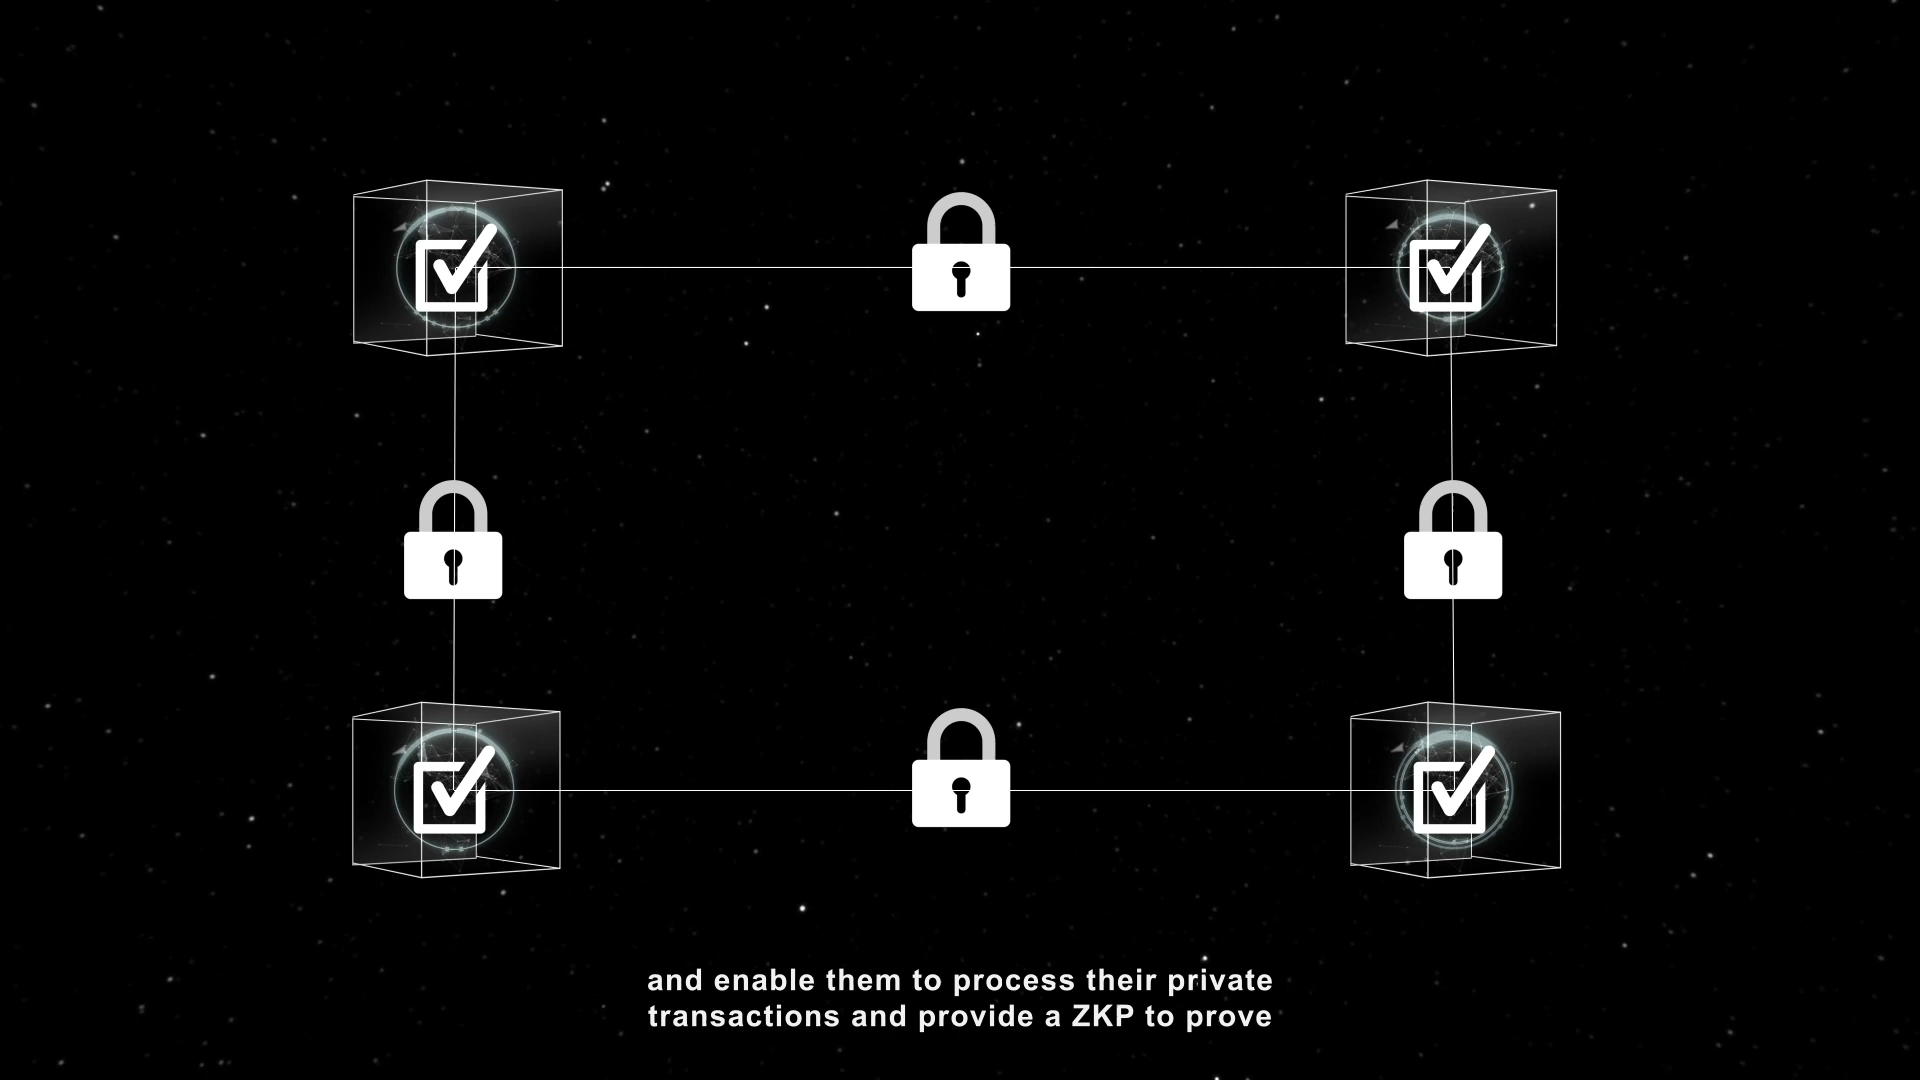 and enable them to process their private
transactions and provide a ZKP to prove